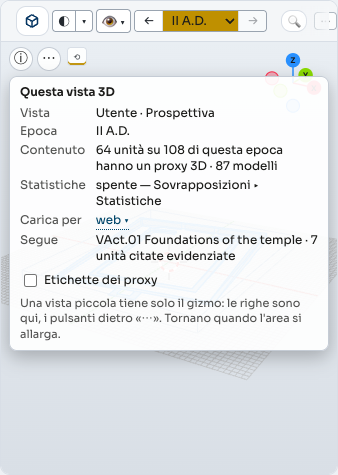 II A.D.
Z
Y
Questa vista 3D
Vista Utente · Prospettiva
Epoca II A.D.
Contenuto 64 unità su 108 di questa epoca
hanno un proxy 3D · 87 modelli
Statistiche spente — Sovrapposizioni ▸
Statistiche
Carica per web ▾
Segue VAct.01 Foundations of the temple · 7
unità citate evidenziate
Etichette dei proxy
Una vista piccola tiene solo il gizmo: le righe sono
qui, i pulsanti dietro «⋯». Tornano quando l'area si
allarga.